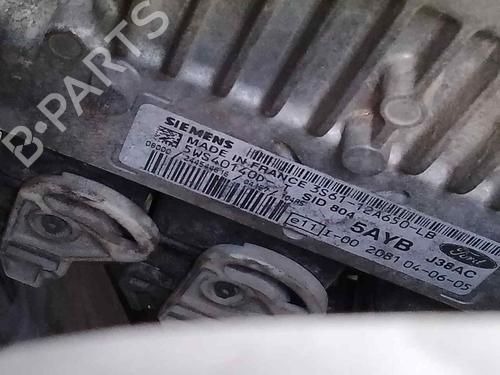 B-PARTS
SIEMENS
MADE IN FRANCE 3S61-12A650-LB
5WS40140D-T SID 804
5AYB J38AC
Ford
e11 I-00 2081 04-06-05